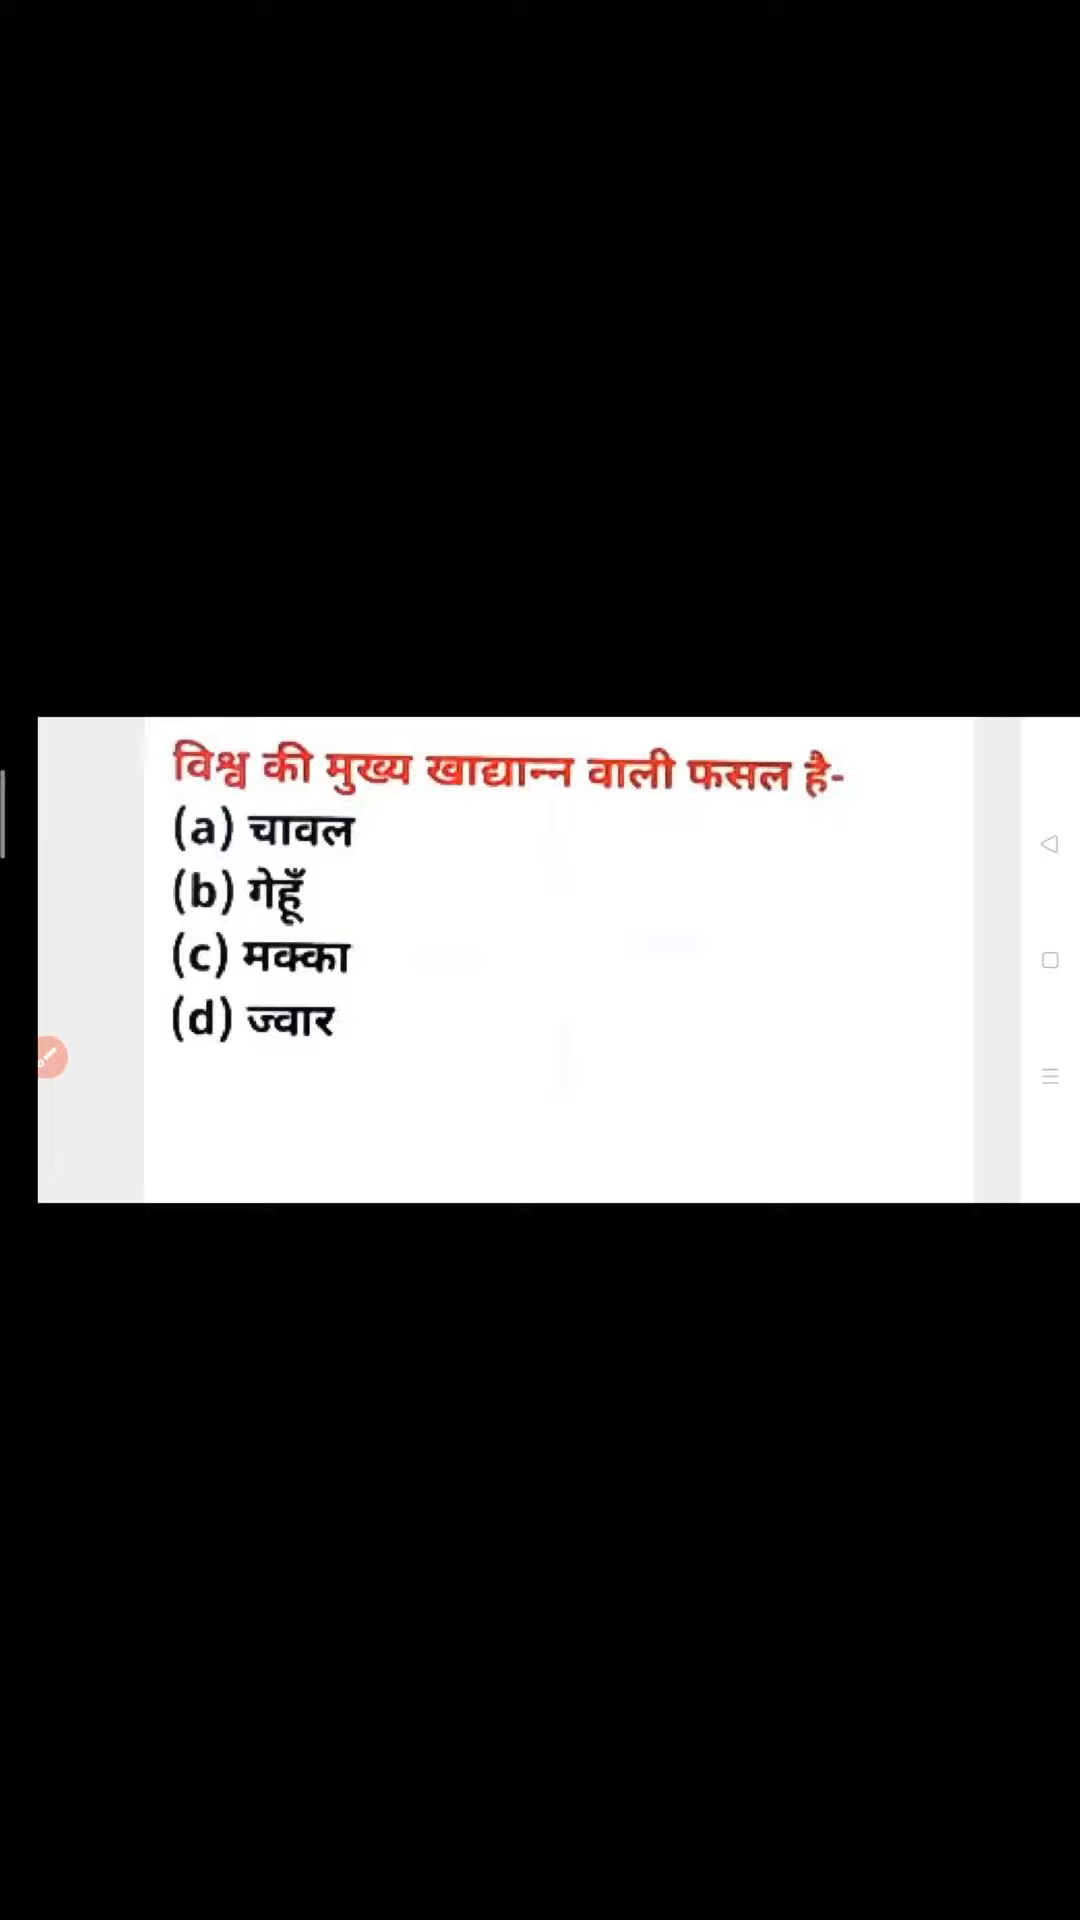 विश्व की मुख्य खाद्यान्न वाली फसल है-
(a) चावल
(b) गेहूँ
(c) मक्का
(d) ज्वार